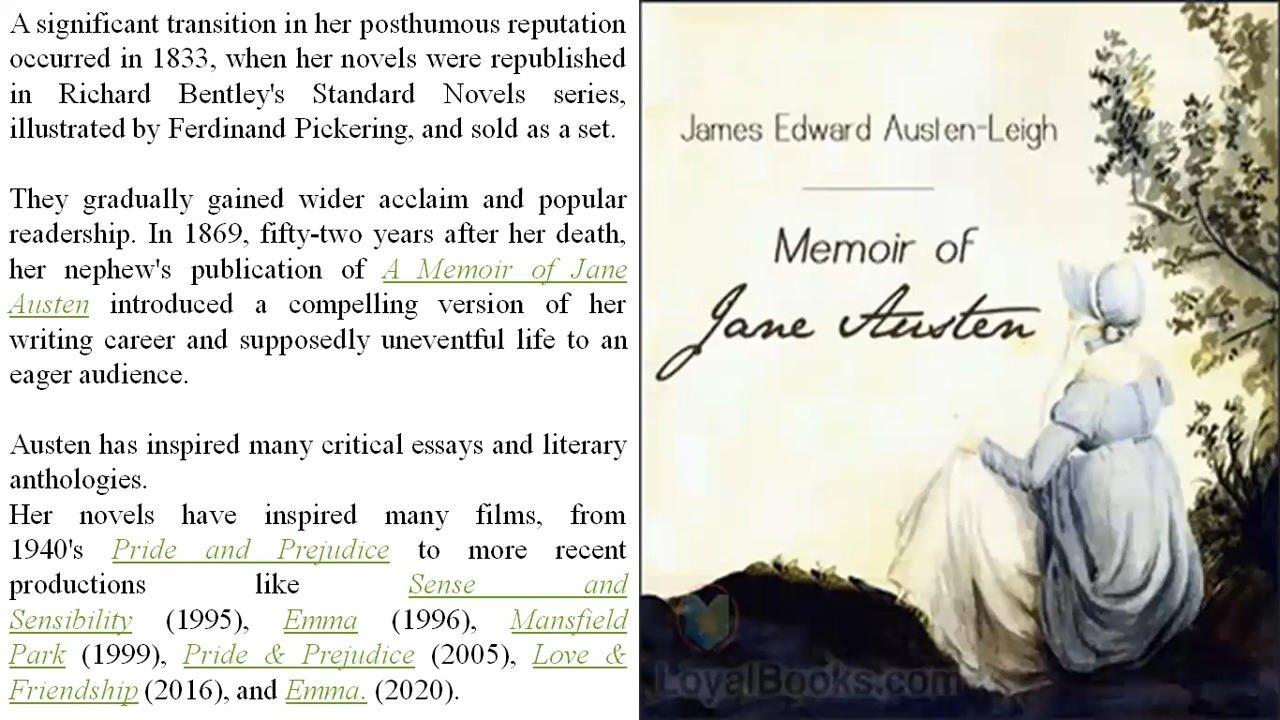 A significant transition in her posthumous reputation
occurred in 1833, when her novels were republished
in Richard Bentley's Standard Novels series,
illustrated by Ferdinand Pickering, and sold as a set.
They gradually gained wider acclaim and popular
readership. In 1869, fifty-two years after her death,
her nephew's publication of A Memoir of Jane
Austen introduced a compelling version of her
writing career and supposedly uneventful life to an
eager audience.
Austen has inspired many critical essays and literary
anthologies.
Her novels have inspired many films, from
1940's Pride and Prejudice to more recent
productions like Sense and
Sensibility (1995), Emma (1996), Mansfield
Park (1999), Pride & Prejudice (2005), Love &
Friendship (2016), and Emma. (2020).
James Edward Austen-Leigh
Memoir of
Jane Austen
LoyalBooks.com